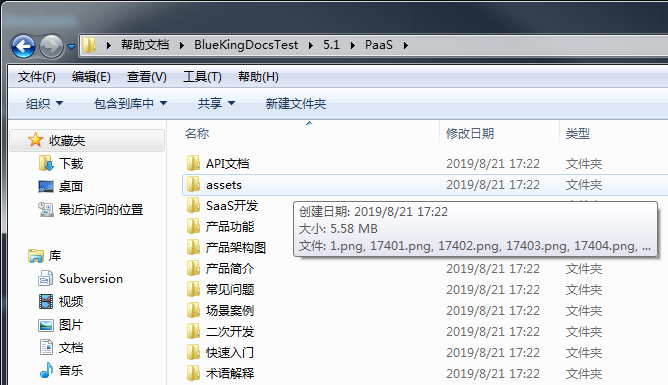 帮助文档 BlueKingDocsTest 5.1 PaaS
文件(F) 编辑(E) 查看(V) 工具(T) 帮助(H)
组织 包含到库中 共享 新建文件夹
收藏夹
下载
桌面
最近访问的位置
库
Subversion
视频
图片
文档
音乐
名称 修改日期 类型
API文档 2019/8/21 17:22 文件夹
assets 2019/8/21 17:22 文件夹
SaaS开发
产品功能
产品架构图
创建日期: 2019/8/21 17:22
大小: 5.58 MB
文件: 1.png, 17401.png, 17402.png, 17403.png, 17404.png, ...
产品简介 2019/8/21 17:22 文件夹
常见问题 2019/8/21 17:22 文件夹
场景案例 2019/8/21 17:22 文件夹
二次开发 2019/8/21 17:22 文件夹
快速入门 2019/8/21 17:22 文件夹
术语解释 2019/8/21 17:22 文件夹